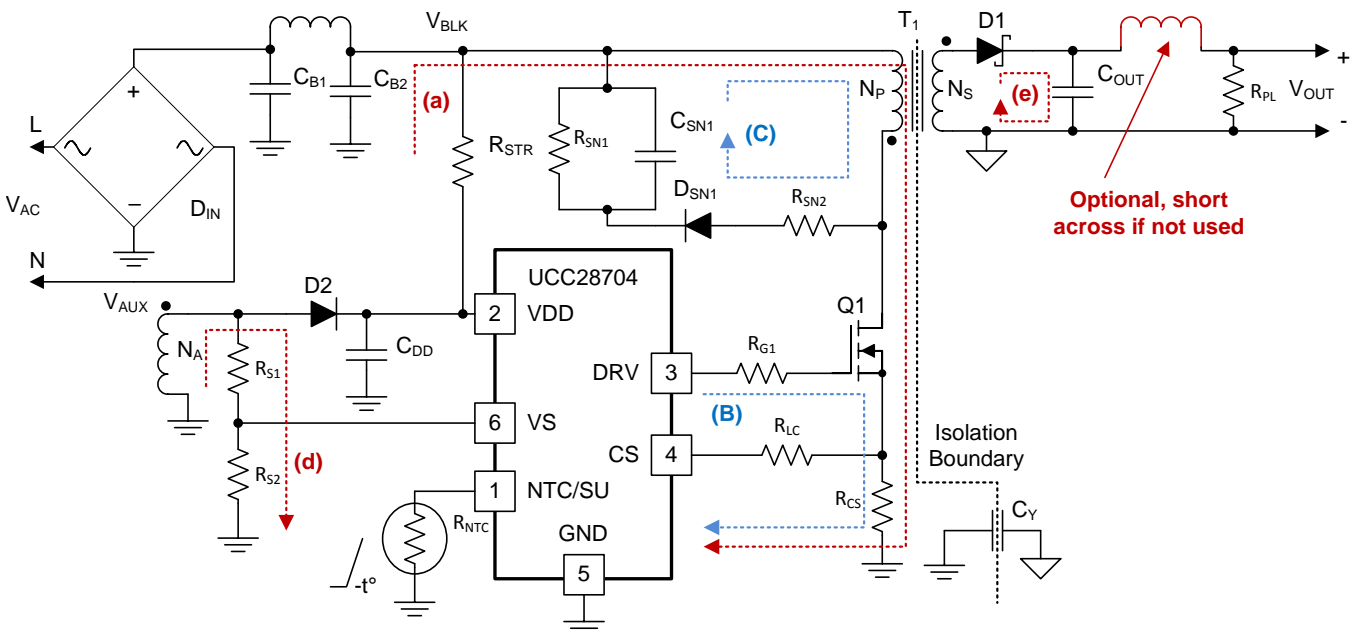 VBLK
T1
D1
CB1
CB2
(a)
NP
NS
(e)
COUT
RPL
VOUT
+
-
L
+
−
VAC
DIN
N
RSTR
RSN1
CSN1
(C)
DSN1
RSN2
Optional, short
across if not used
VAUX
D2
NA
RS1
CDD
RS2
(d)
UCC28704
2
VDD
DRV
3
RG1
Q1
6
VS
CS
4
(B)
RLC
1
NTC/SU
RNTC
-t°
GND
5
RCS
Isolation
Boundary
CY